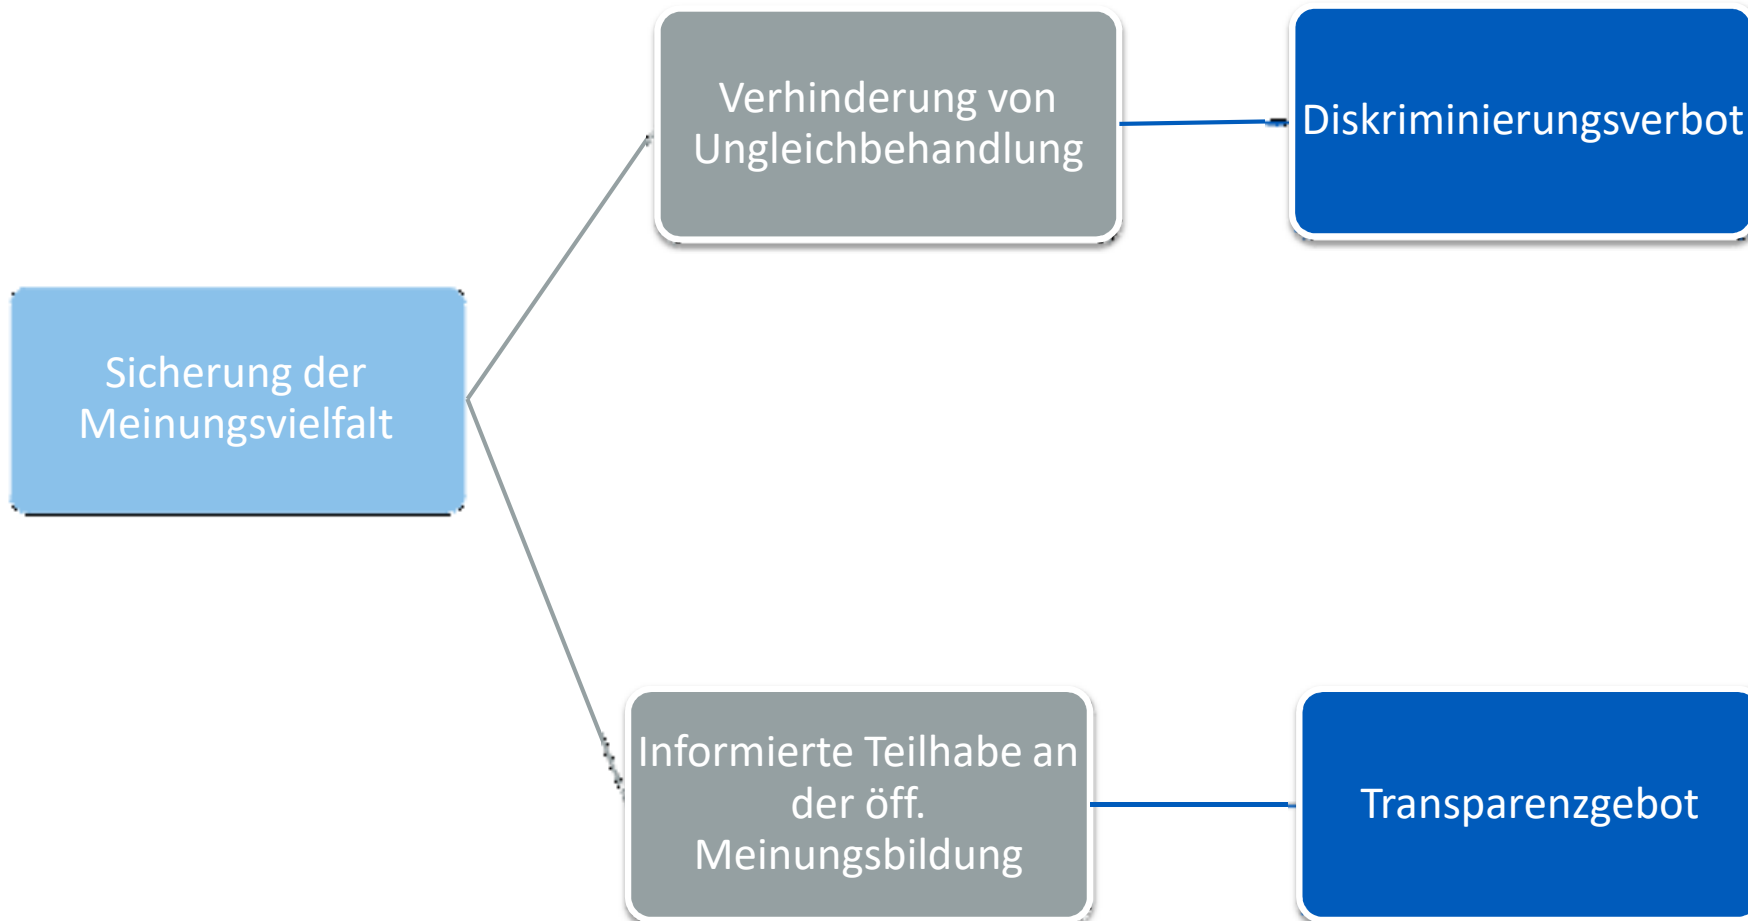 Verhinderung von
Ungleichbehandlung
Diskriminierungsverbot
Sicherung der
Meinungsvielfalt
Informierte Teilhabe an
der öff.
Meinungsbildung
Transparenzgebot